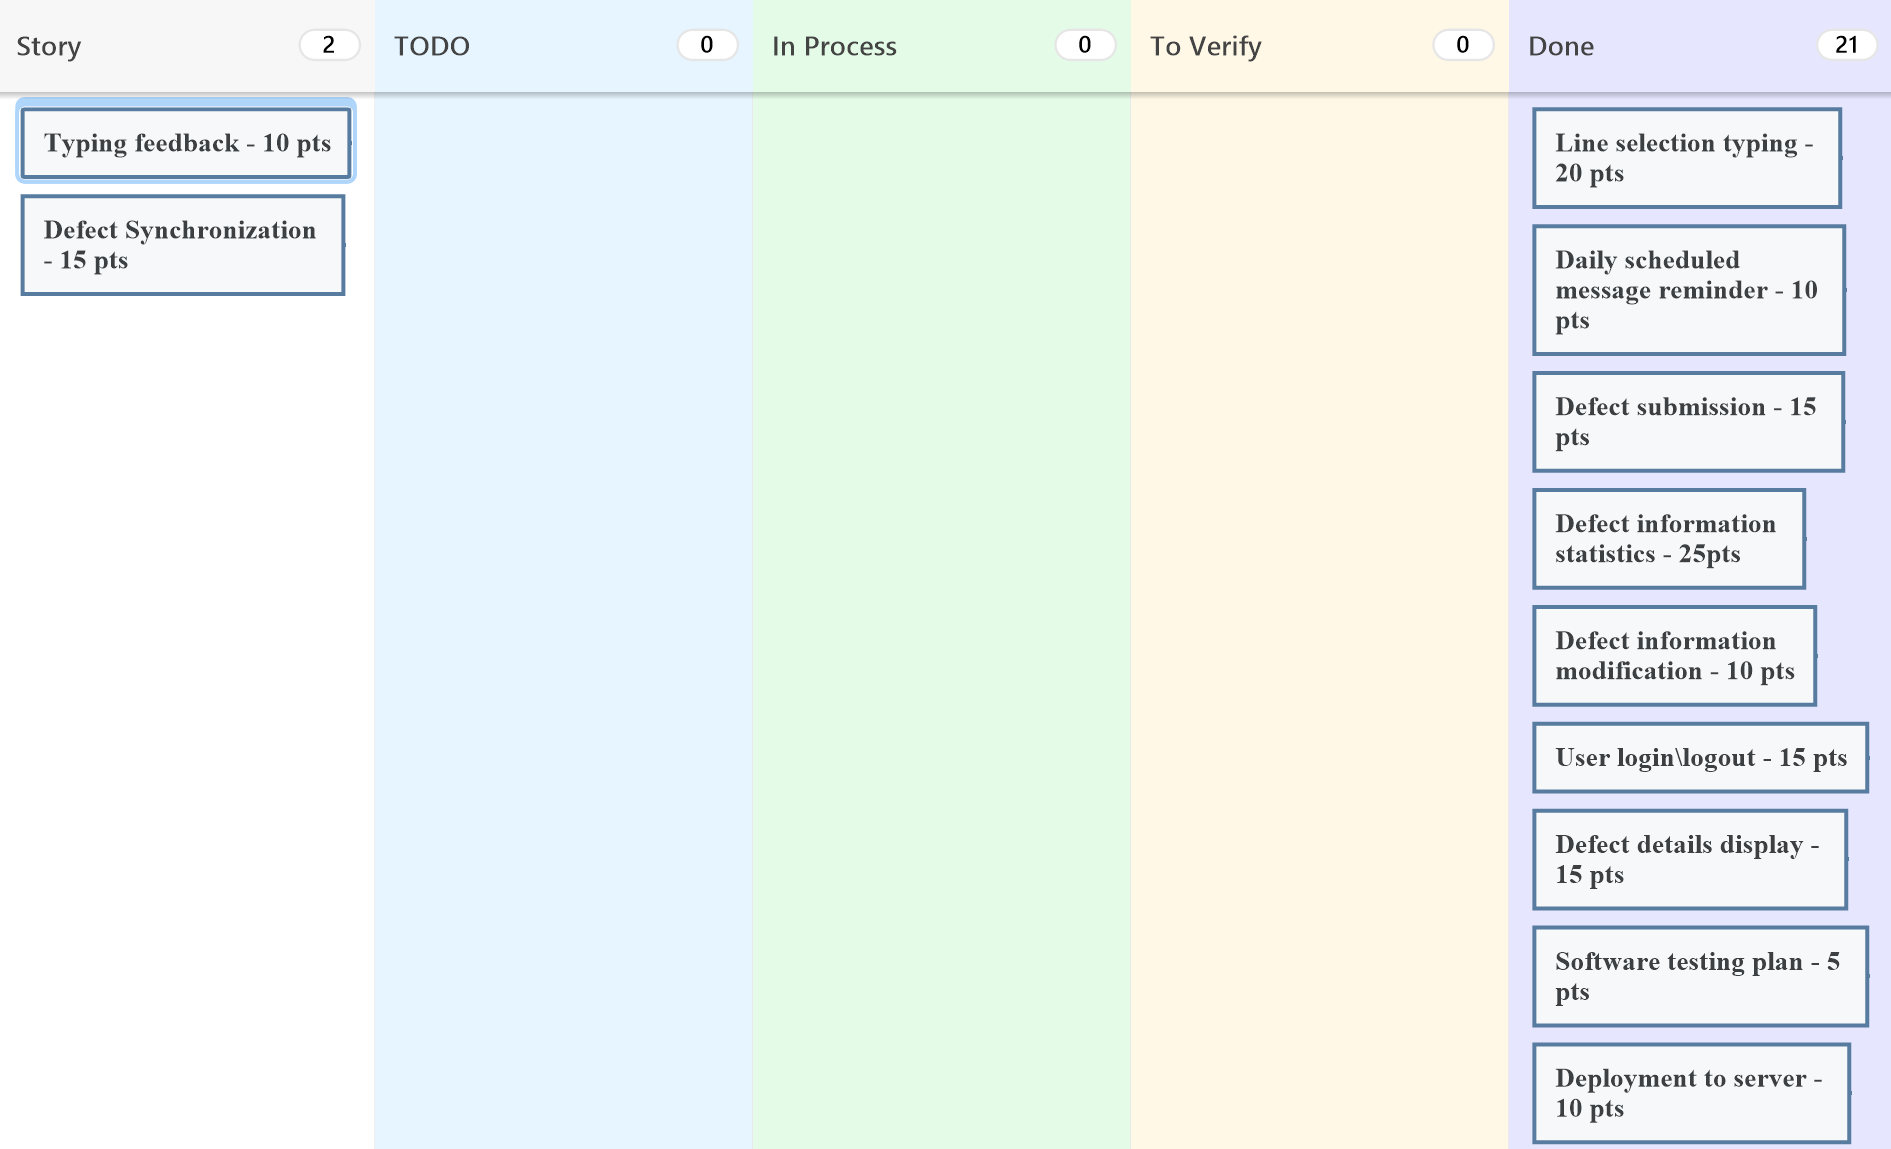 Story 2 TODO 0 In Process 0 To Verify 0 Done 21
Typing feedback - 10 pts
Defect Synchronization
- 15 pts
Line selection typing -
20 pts
Daily scheduled
message reminder - 10
pts
Defect submission - 15
pts
Defect information
statistics - 25pts
Defect information
modification - 10 pts
User login\logout - 15 pts
Defect details display -
15 pts
Software testing plan - 5
pts
Deployment to server -
10 pts